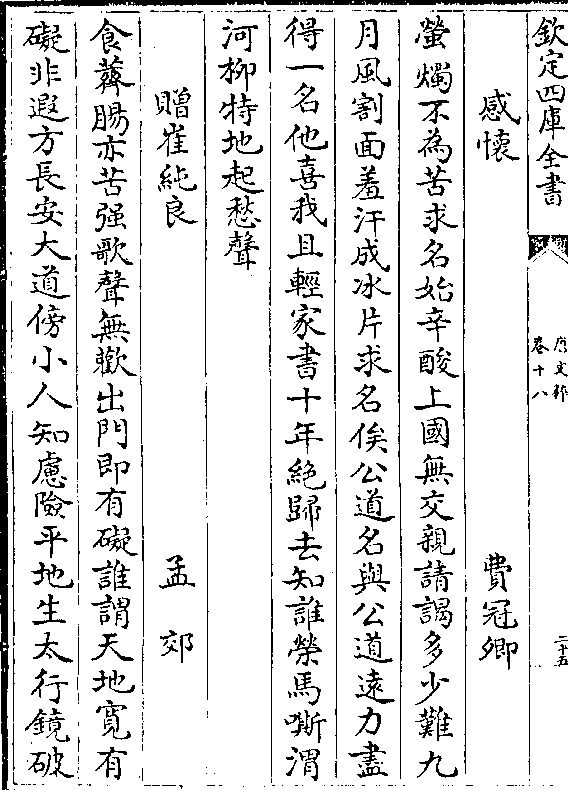 欽定四庫全書
唐文粹
卷十八
二十五
感懷 費冠卿
螢燭不為苦求名始辛酸上國無交親請謁多少難九
月風割面羞汗成冰片求名俟公道名與公道遠力盡
得一名他喜我且輕家書十年絶歸去知誰榮馬嘶渭
河柳特地起愁聲
贈崔純良 孟郊
食薺腸亦苦强歌聲無歡出門即有礙誰謂天地寛有
礙非遐方長安大道傍小人知慮險平地生太行鏡破